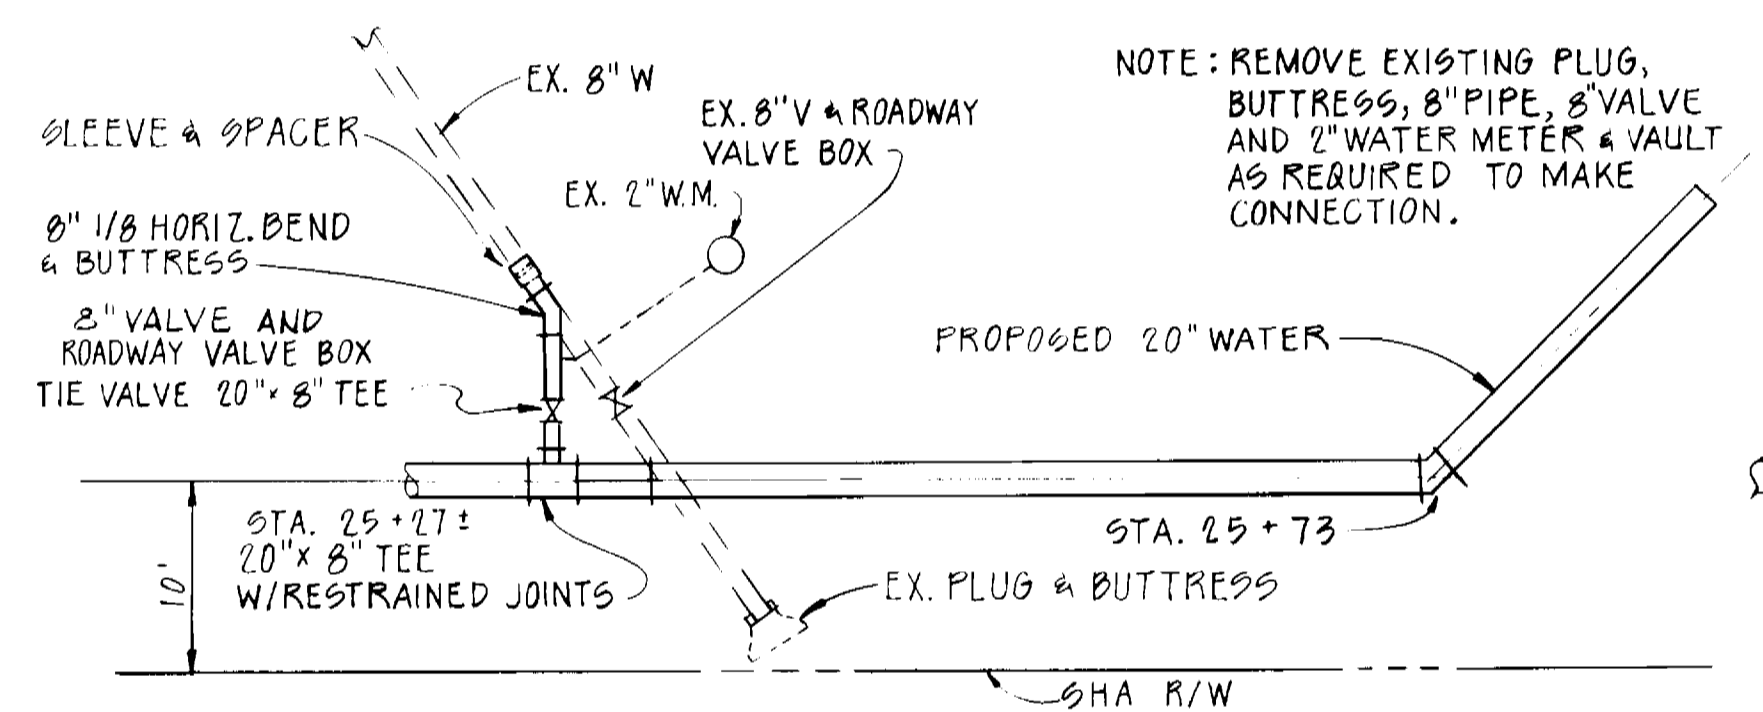 EX. 8" W
NOTE : REMOVE EXISTING PLUG,
BUTTRESS, 8" PIPE, 8" VALVE
AND 2" WATER METER & VAULT
AS REQUIRED TO MAKE
CONNECTION.
EX. 8" V & ROADWAY
VALVE BOX
SLEEVE & SPACER
EX. 2" W.M.
8" 1/8 HORIZ. BEND
& BUTTRESS
8" VALVE AND
ROADWAY VALVE BOX
TIE VALVE 20" x 8" TEE
PROPOSED 20" WATER
STA. 25 + 27 ±
20" X 8" TEE
W/RESTRAINED JOINTS
STA. 25 + 73
10'
EX. PLUG & BUTTRESS
SHA R/W